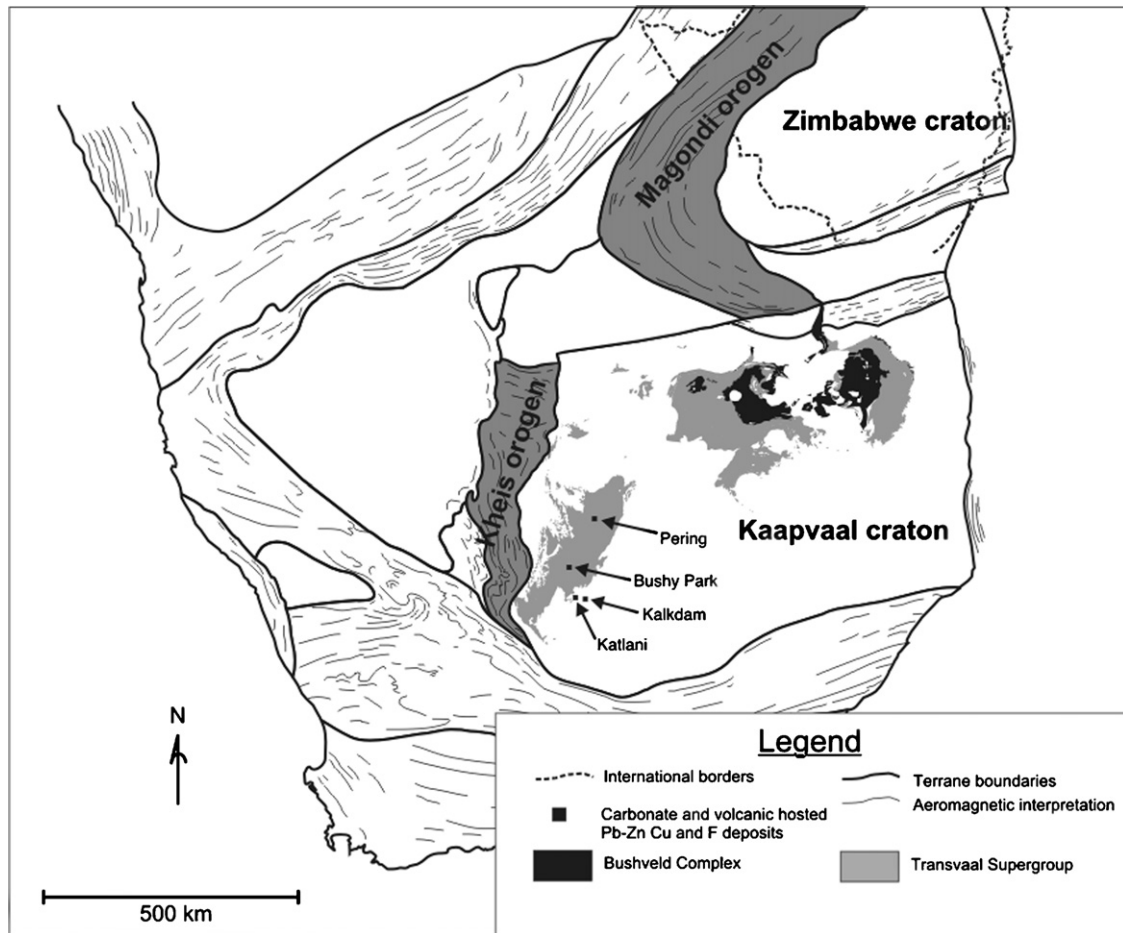 Magondi orogen
Zimbabwe craton
Kheis orogen
Kaapvaal craton
Pering
Bushy Park
Kalkdam
Katlani
N
500 km
Legend
International borders
Terrane boundaries
Aeromagnetic interpretation
Carbonate and volcanic hosted
Pb-Zn Cu and F deposits
Bushveld Complex
Transvaal Supergroup